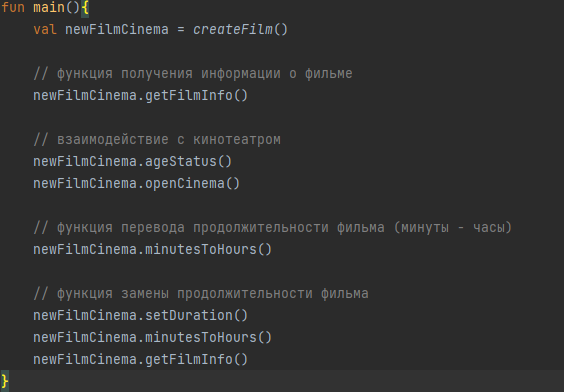 fun main(){
val newFilmCinema = createFilm()
// функция получения информации о фильме
newFilmCinema.getFilmInfo()
// взаимодействие с кинотеатром
newFilmCinema.ageStatus()
newFilmCinema.openCinema()
// функция перевода продолжительности фильма (минуты - часы)
newFilmCinema.minutesToHours()
// функция замены продолжительности фильма
newFilmCinema.setDuration()
newFilmCinema.minutesToHours()
newFilmCinema.getFilmInfo()
}